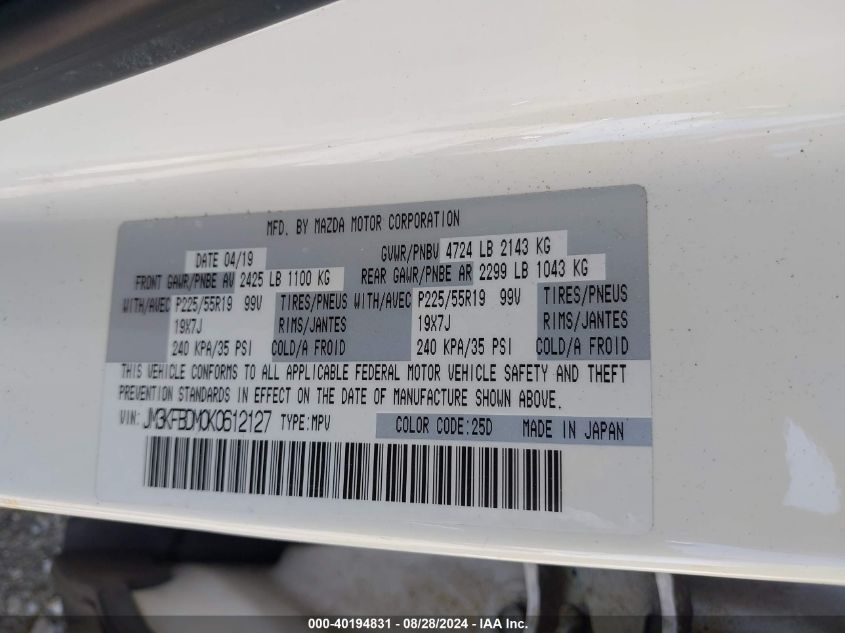 MFD. BY MAZDA MOTOR CORPORATION
DATE 04/19 GVWR/PNBV 4724 LB 2143 KG
FRONT GAWR/PNBE AV 2425 LB 1100 KG REAR GAWR/PNBE AR 2299 LB 1043 KG
WITH/AVEC P225/55R19 99V TIRES/PNEUS WITH/AVEC P225/55R19 99V TIRES/PNEUS
19X7J RIMS/JANTES 19X7J RIMS/JANTES
240 KPA/35 PSI COLD/A FROID 240 KPA/35 PSI COLD/A FROID
THIS VEHICLE CONFORMS TO ALL APPLICABLE FEDERAL MOTOR VEHICLE SAFETY AND THEFT
PREVENTION STANDARDS IN EFFECT ON THE DATE OF MANUFACTURE SHOWN ABOVE.
VIN: JM3KFBDM0K0612127 TYPE:MPV COLOR CODE:25D MADE IN JAPAN
000-40194831 - 08/28/2024 - IAA Inc.